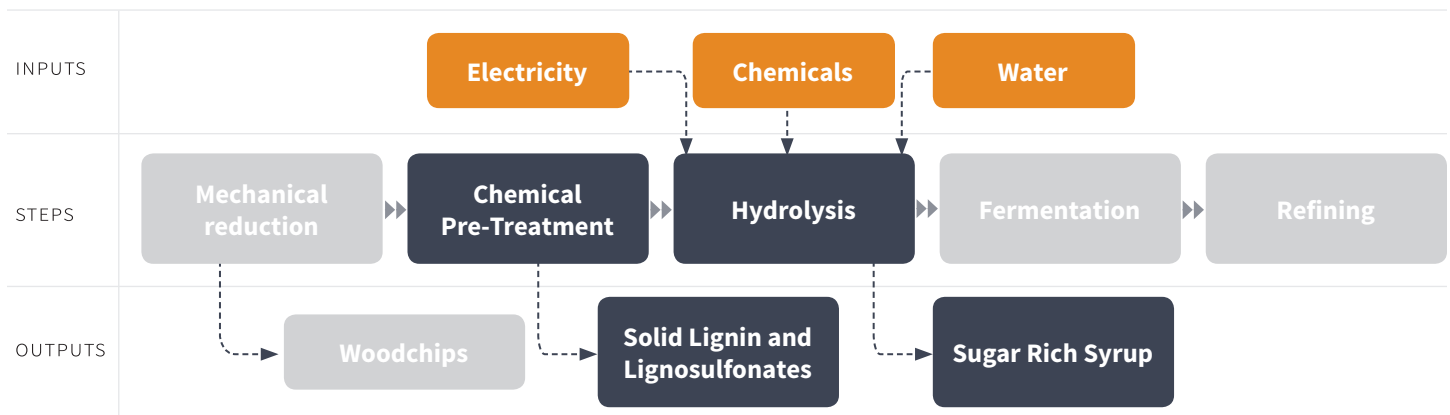 INPUTS
Electricity
Chemicals
Water
STEPS
Mechanical
reduction
Chemical
Pre-Treatment
Hydrolysis
Fermentation
Refining
OUTPUTS
Woodchips
Solid Lignin and
Lignosulfonates
Sugar Rich Syrup